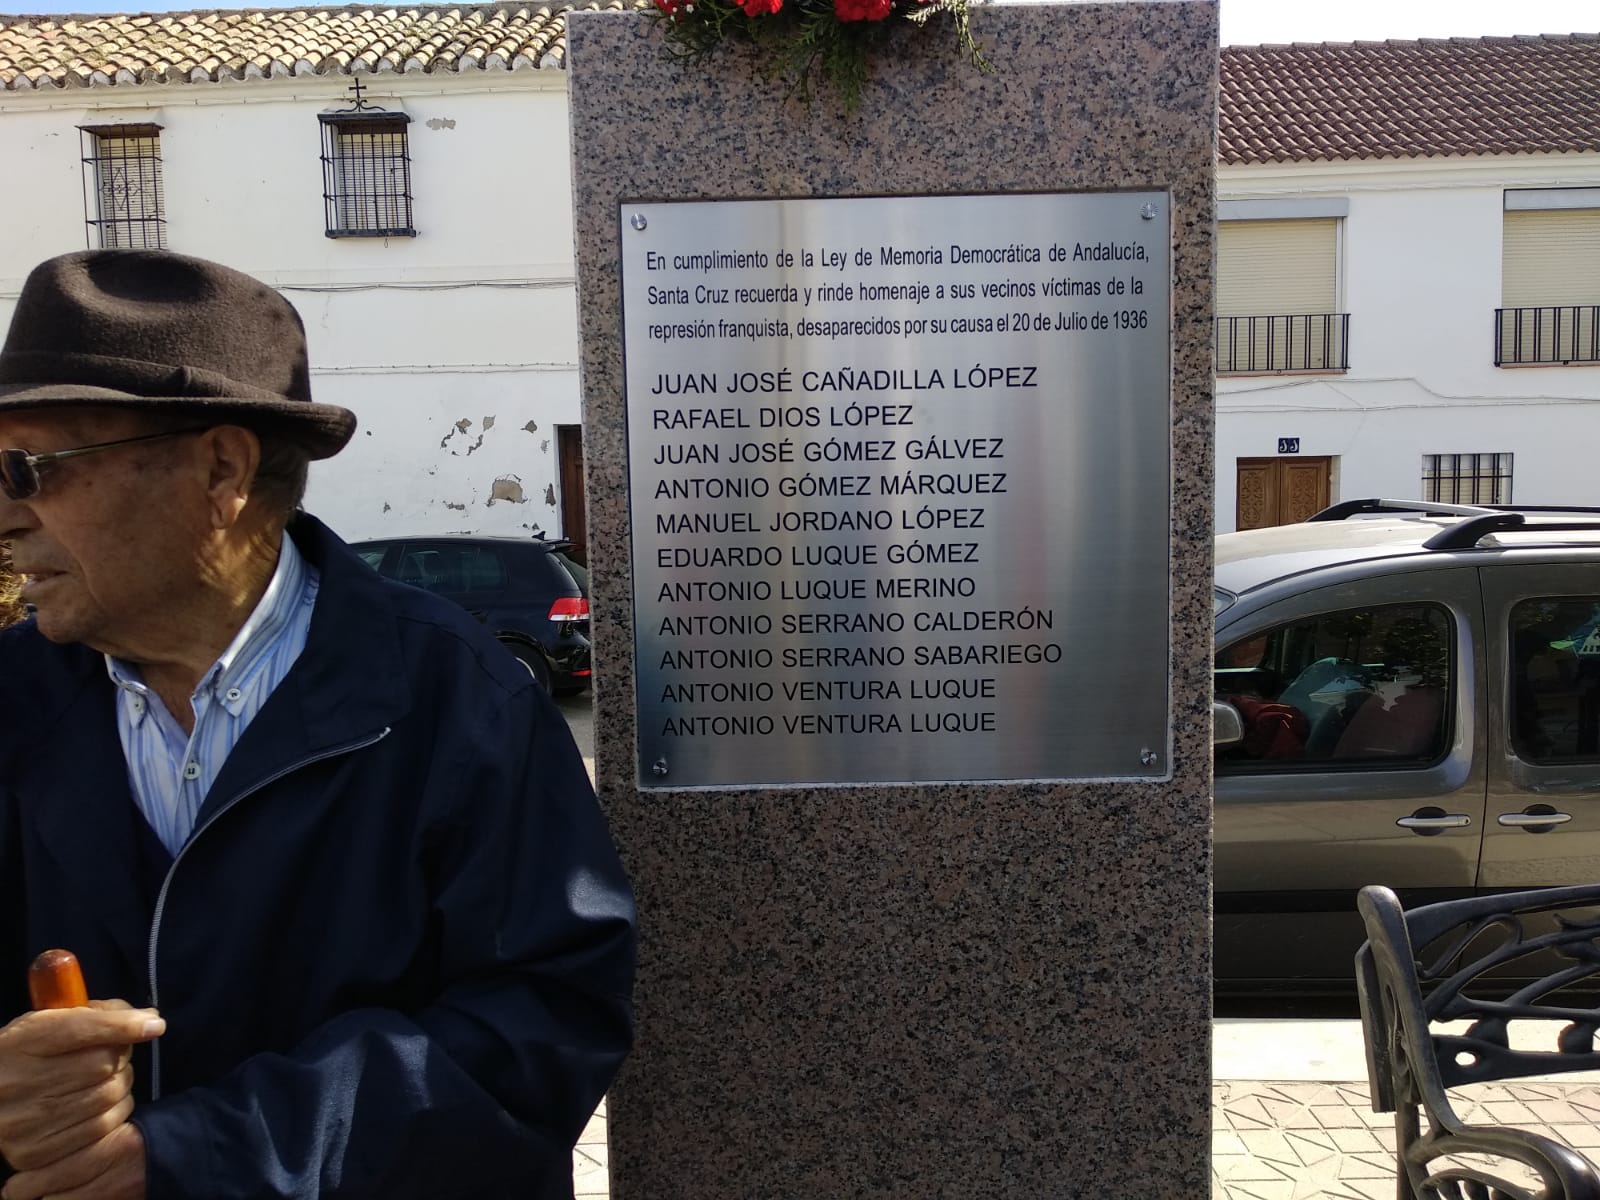 En cumplimiento de la Ley de Memoria Democrática de Andalucía,
Santa Cruz recuerda y rinde homenaje a sus vecinos víctimas de la
represión franquista, desaparecidos por su causa el 20 de Julio de 1936
JUAN JOSÉ CAÑADILLA LÓPEZ
RAFAEL DIOS LÓPEZ
JUAN JOSÉ GÓMEZ GÁLVEZ
ANTONIO GÓMEZ MÁRQUEZ
MANUEL JORDANO LÓPEZ
EDUARDO LUQUE GÓMEZ
ANTONIO LUQUE MERINO
ANTONIO SERRANO CALDERÓN
ANTONIO SERRANO SABARIEGO
ANTONIO VENTURA LUQUE
ANTONIO VENTURA LUQUE